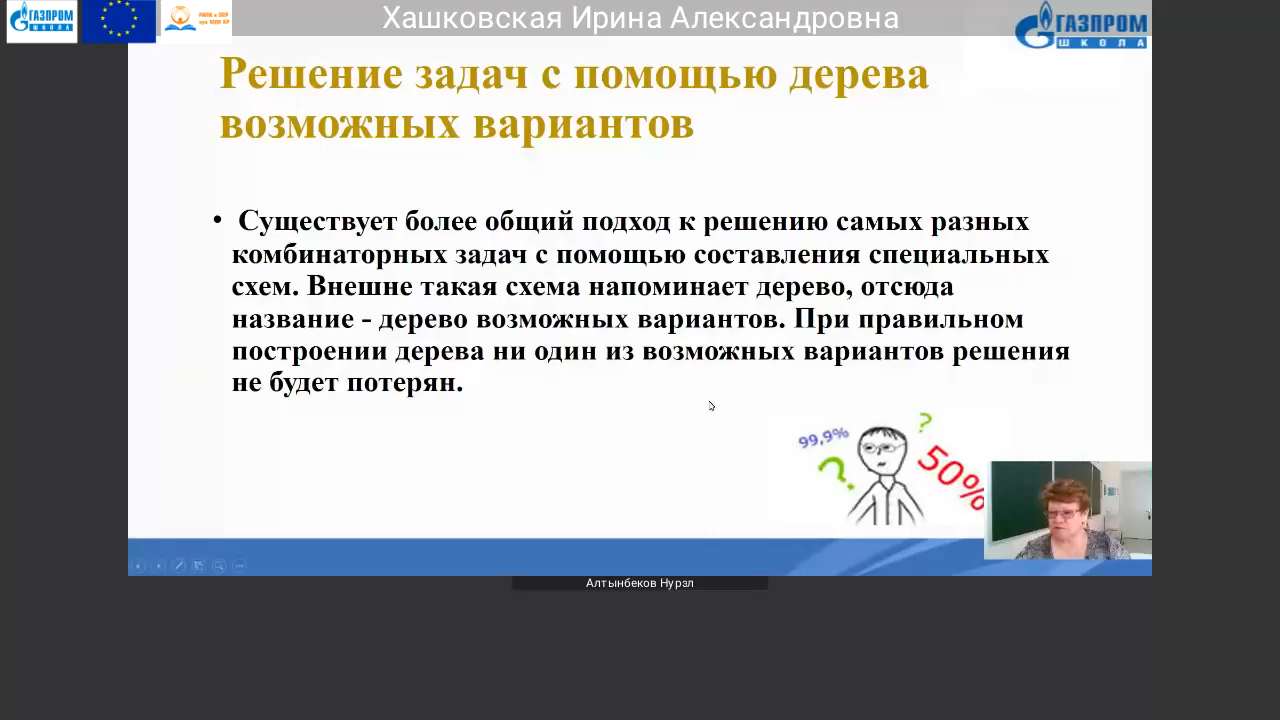 Хашковская Ирина Александровна
ГАЗПРОМ
ШКОЛА
ГАЗПРОМ
ШКОЛА
Решение задач с помощью дерева
возможных вариантов
• Существует более общий подход к решению самых разных
комбинаторных задач с помощью составления специальных
схем. Внешне такая схема напоминает дерево, отсюда
название - дерево возможных вариантов. При правильном
построении дерева ни один из возможных вариантов решения
не будет потерян.
99,9%
?
?
50%
Алтынбеков Нурэл